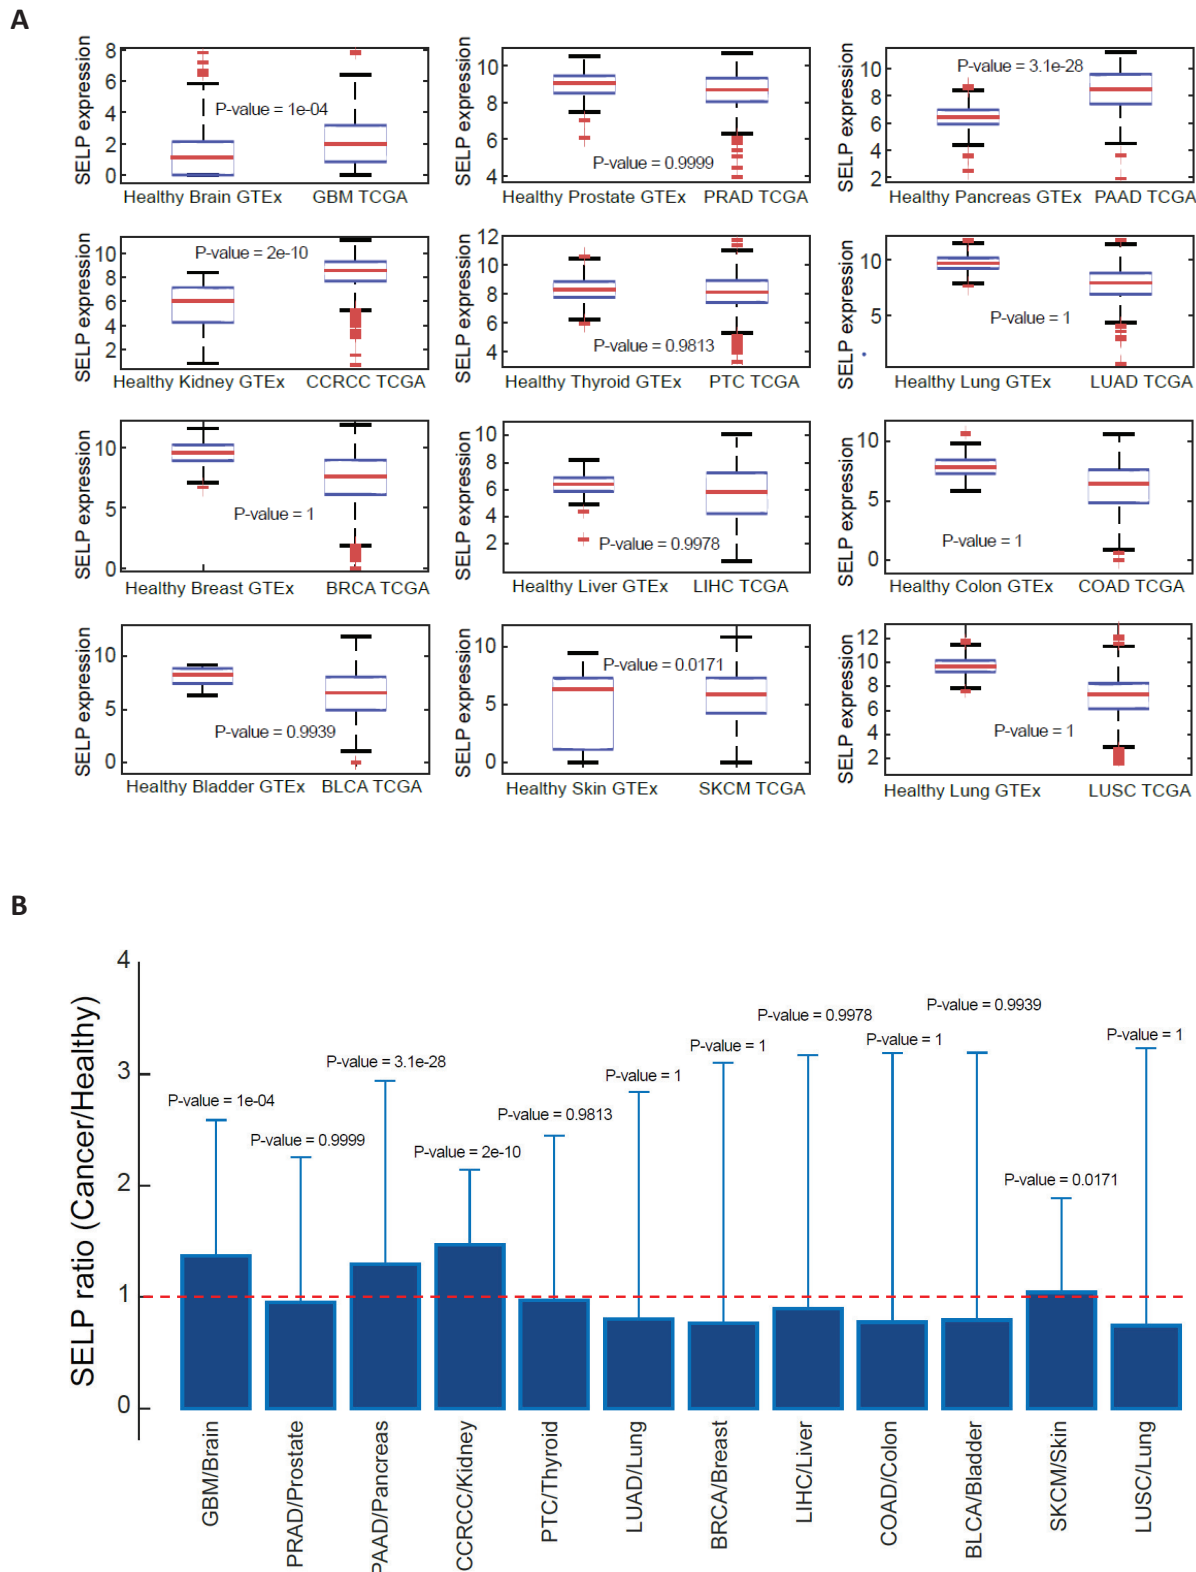 A
SELP expression
8
6
4
2
0
P-value = 1e-04
Healthy Brain GTEx
GBM TCGA
SELP expression
10
8
6
4
P-value = 0.9999
Healthy Prostate GTEx
PRAD TCGA
SELP expression
10
8
6
4
2
P-value = 3.1e-28
Healthy Pancreas GTEx
PAAD TCGA
SELP expression
10
8
6
4
2
P-value = 2e-10
Healthy Kidney GTEx
CCRCC TCGA
SELP expression
12
10
8
6
4
P-value = 0.9813
Healthy Thyroid GTEx
PTC TCGA
SELP expression
10
5
P-value = 1
Healthy Lung GTEx
LUAD TCGA
SELP expression
10
5
0
P-value = 1
Healthy Breast GTEx
BRCA TCGA
SELP expression
10
8
6
4
2
P-value = 0.9978
Healthy Liver GTEx
LIHC TCGA
SELP expression
10
5
0
P-value = 1
Healthy Colon GTEx
COAD TCGA
SELP expression
10
5
0
P-value = 0.9939
Healthy Bladder GTEx
BLCA TCGA
SELP expression
10
5
0
P-value = 0.0171
Healthy Skin GTEx
SKCM TCGA
SELP expression
12
10
8
6
4
2
P-value = 1
Healthy Lung GTEx
LUSC TCGA
B
SELP ratio (Cancer/Healthy)
4
3
2
1
0
P-value = 1e-04
P-value = 0.9999
P-value = 3.1e-28
P-value = 2e-10
P-value = 0.9813
P-value = 1
P-value = 1
P-value = 0.9978
P-value = 1
P-value = 0.9939
P-value = 0.0171
P-value = 1
GBM/Brain
PRAD/Prostate
PAAD/Pancreas
CCRCC/Kidney
PTC/Thyroid
LUAD/Lung
BRCA/Breast
LIHC/Liver
COAD/Colon
BLCA/Bladder
SKCM/Skin
LUSC/Lung